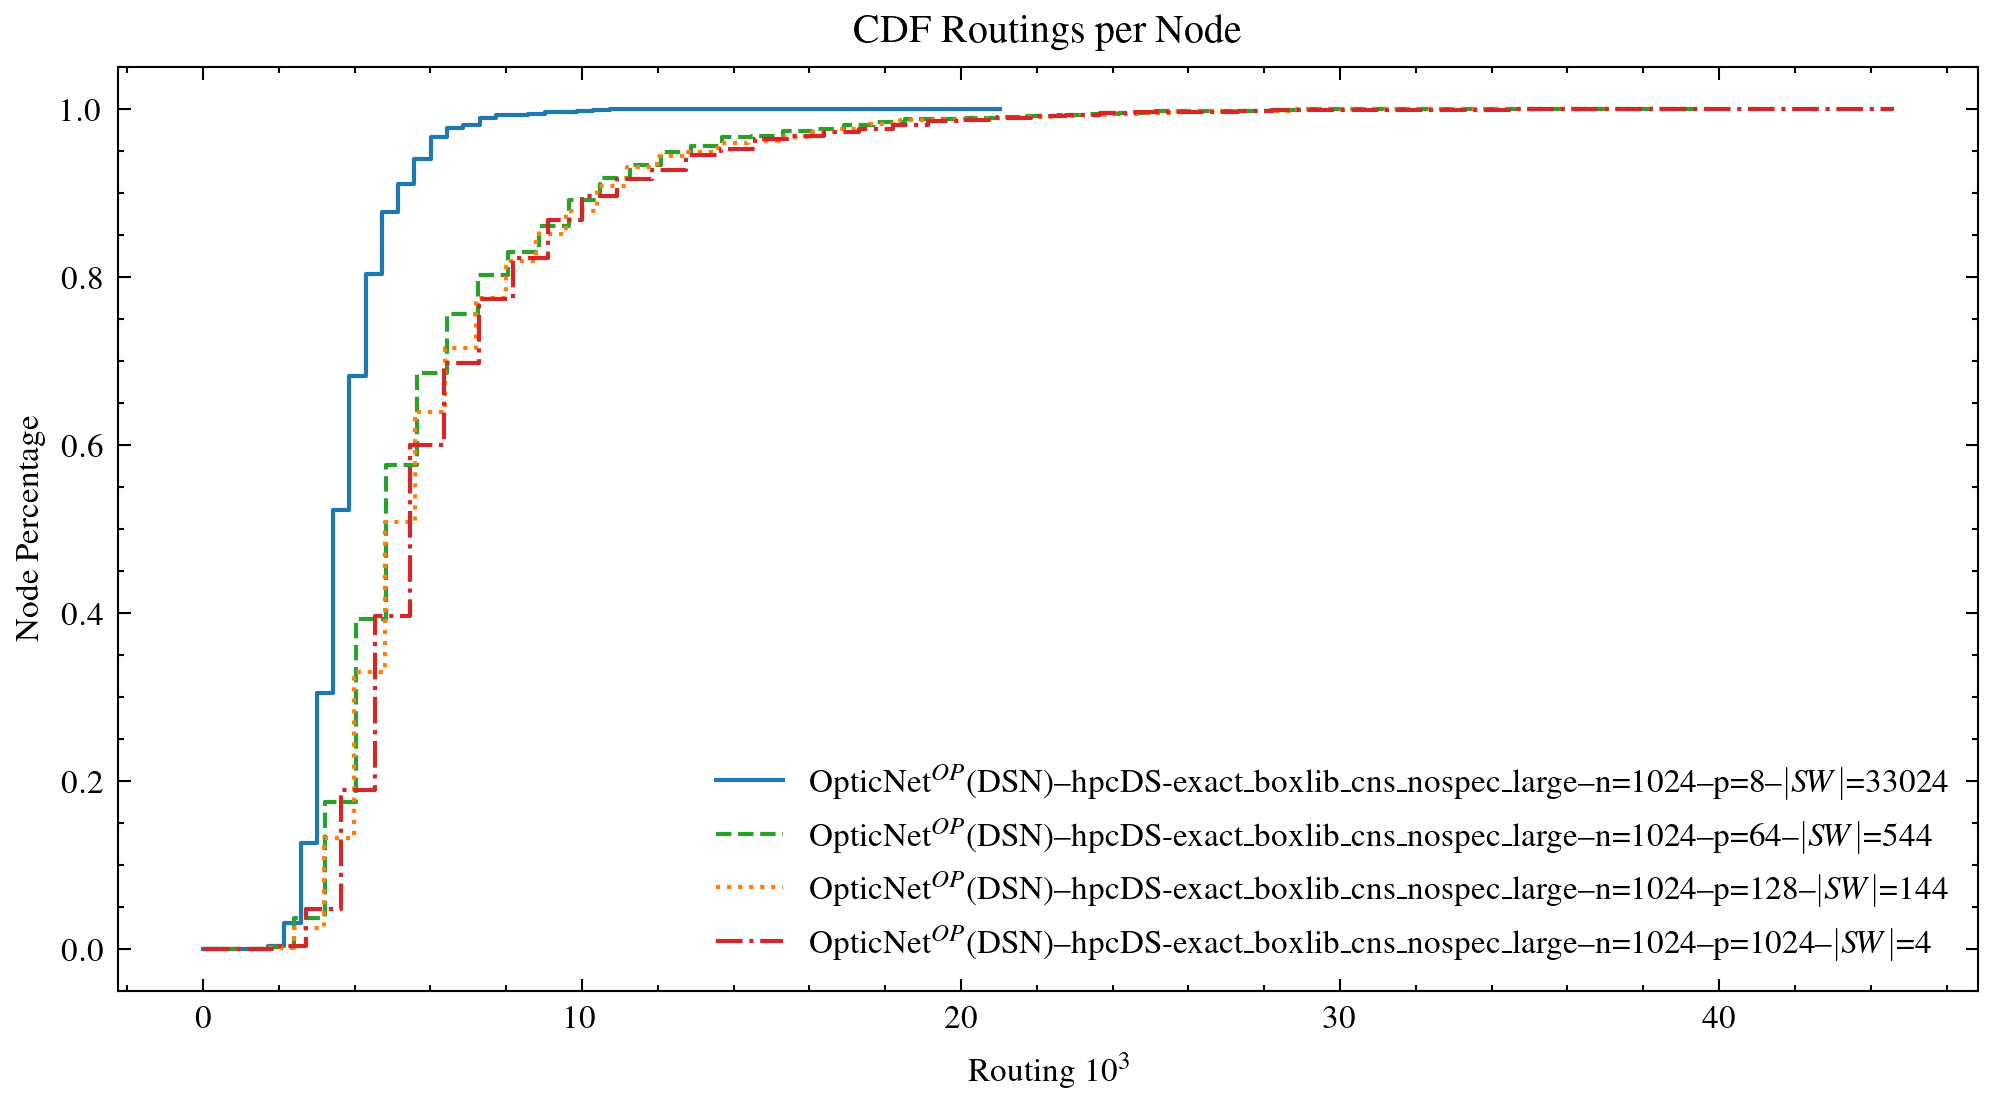 CDF Routings per Node
1.0
0.8
0.6
0.4
0.2
0.0
Node Percentage
OpticNet^OP(DSN)–hpcDS-exact_boxlib_cns_nospec_large–n=1024–p=8–|SW|=33024
OpticNet^OP(DSN)–hpcDS-exact_boxlib_cns_nospec_large–n=1024–p=64–|SW|=544
OpticNet^OP(DSN)–hpcDS-exact_boxlib_cns_nospec_large–n=1024–p=128–|SW|=144
OpticNet^OP(DSN)–hpcDS-exact_boxlib_cns_nospec_large–n=1024–p=1024–|SW|=4
0 10 20 30 40
Routing 10^3